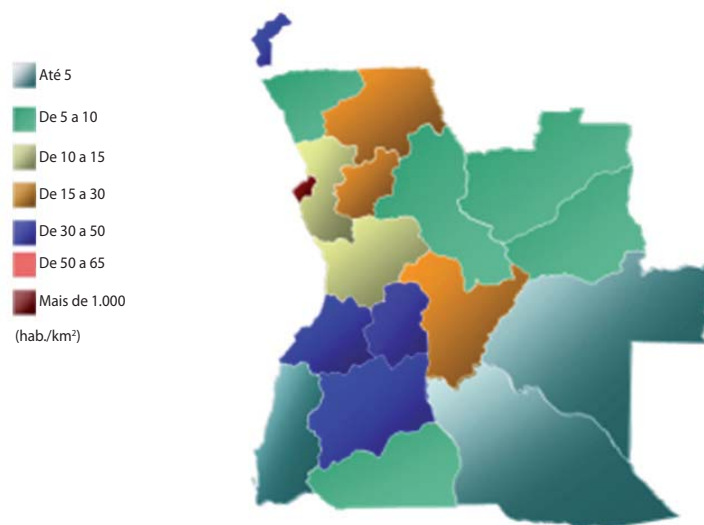 Até 5
De 5 a 10
De 10 a 15
De 15 a 30
De 30 a 50
De 50 a 65
Mais de 1.000
(hab./km²)